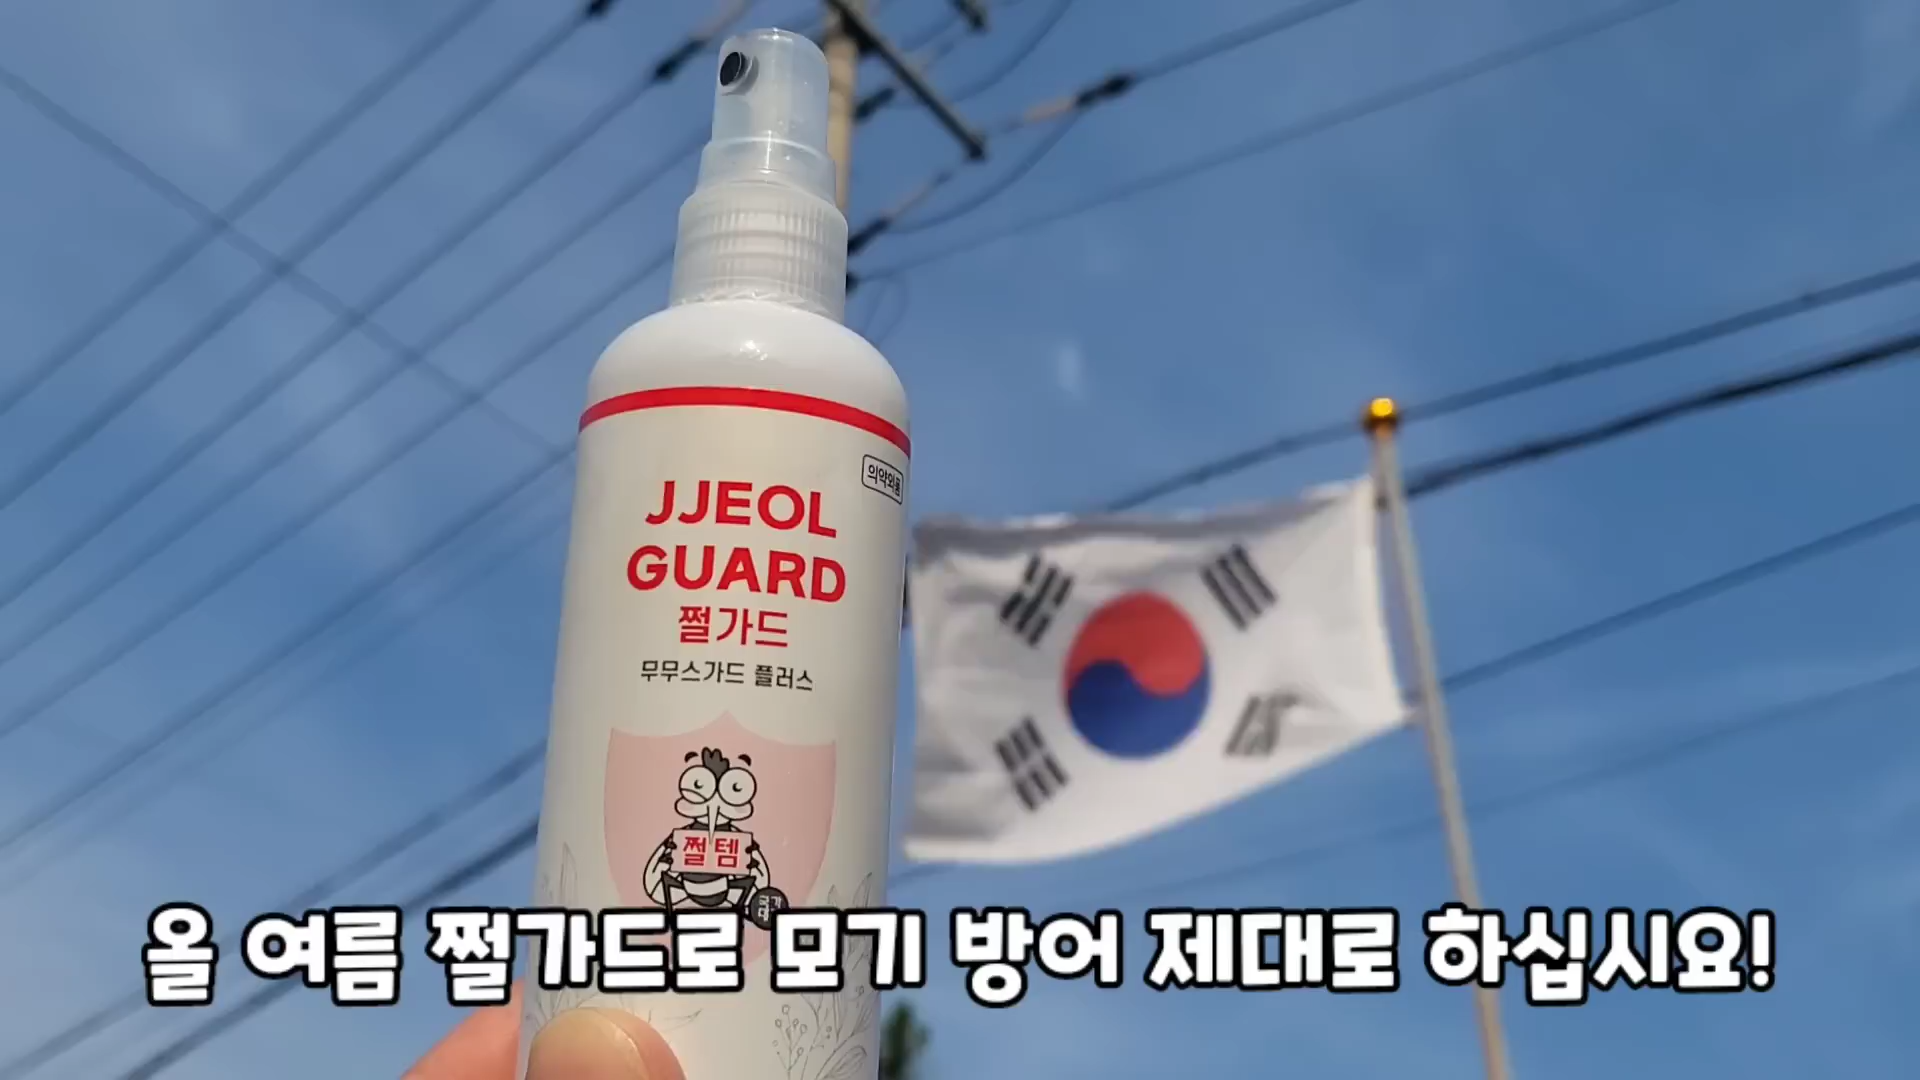 의약외품
JJEOL
GUARD
쩔가드
무무스가드 플러스
쩔템
올 여름 쩔가드로 모기 방어 제대로 하십시요!